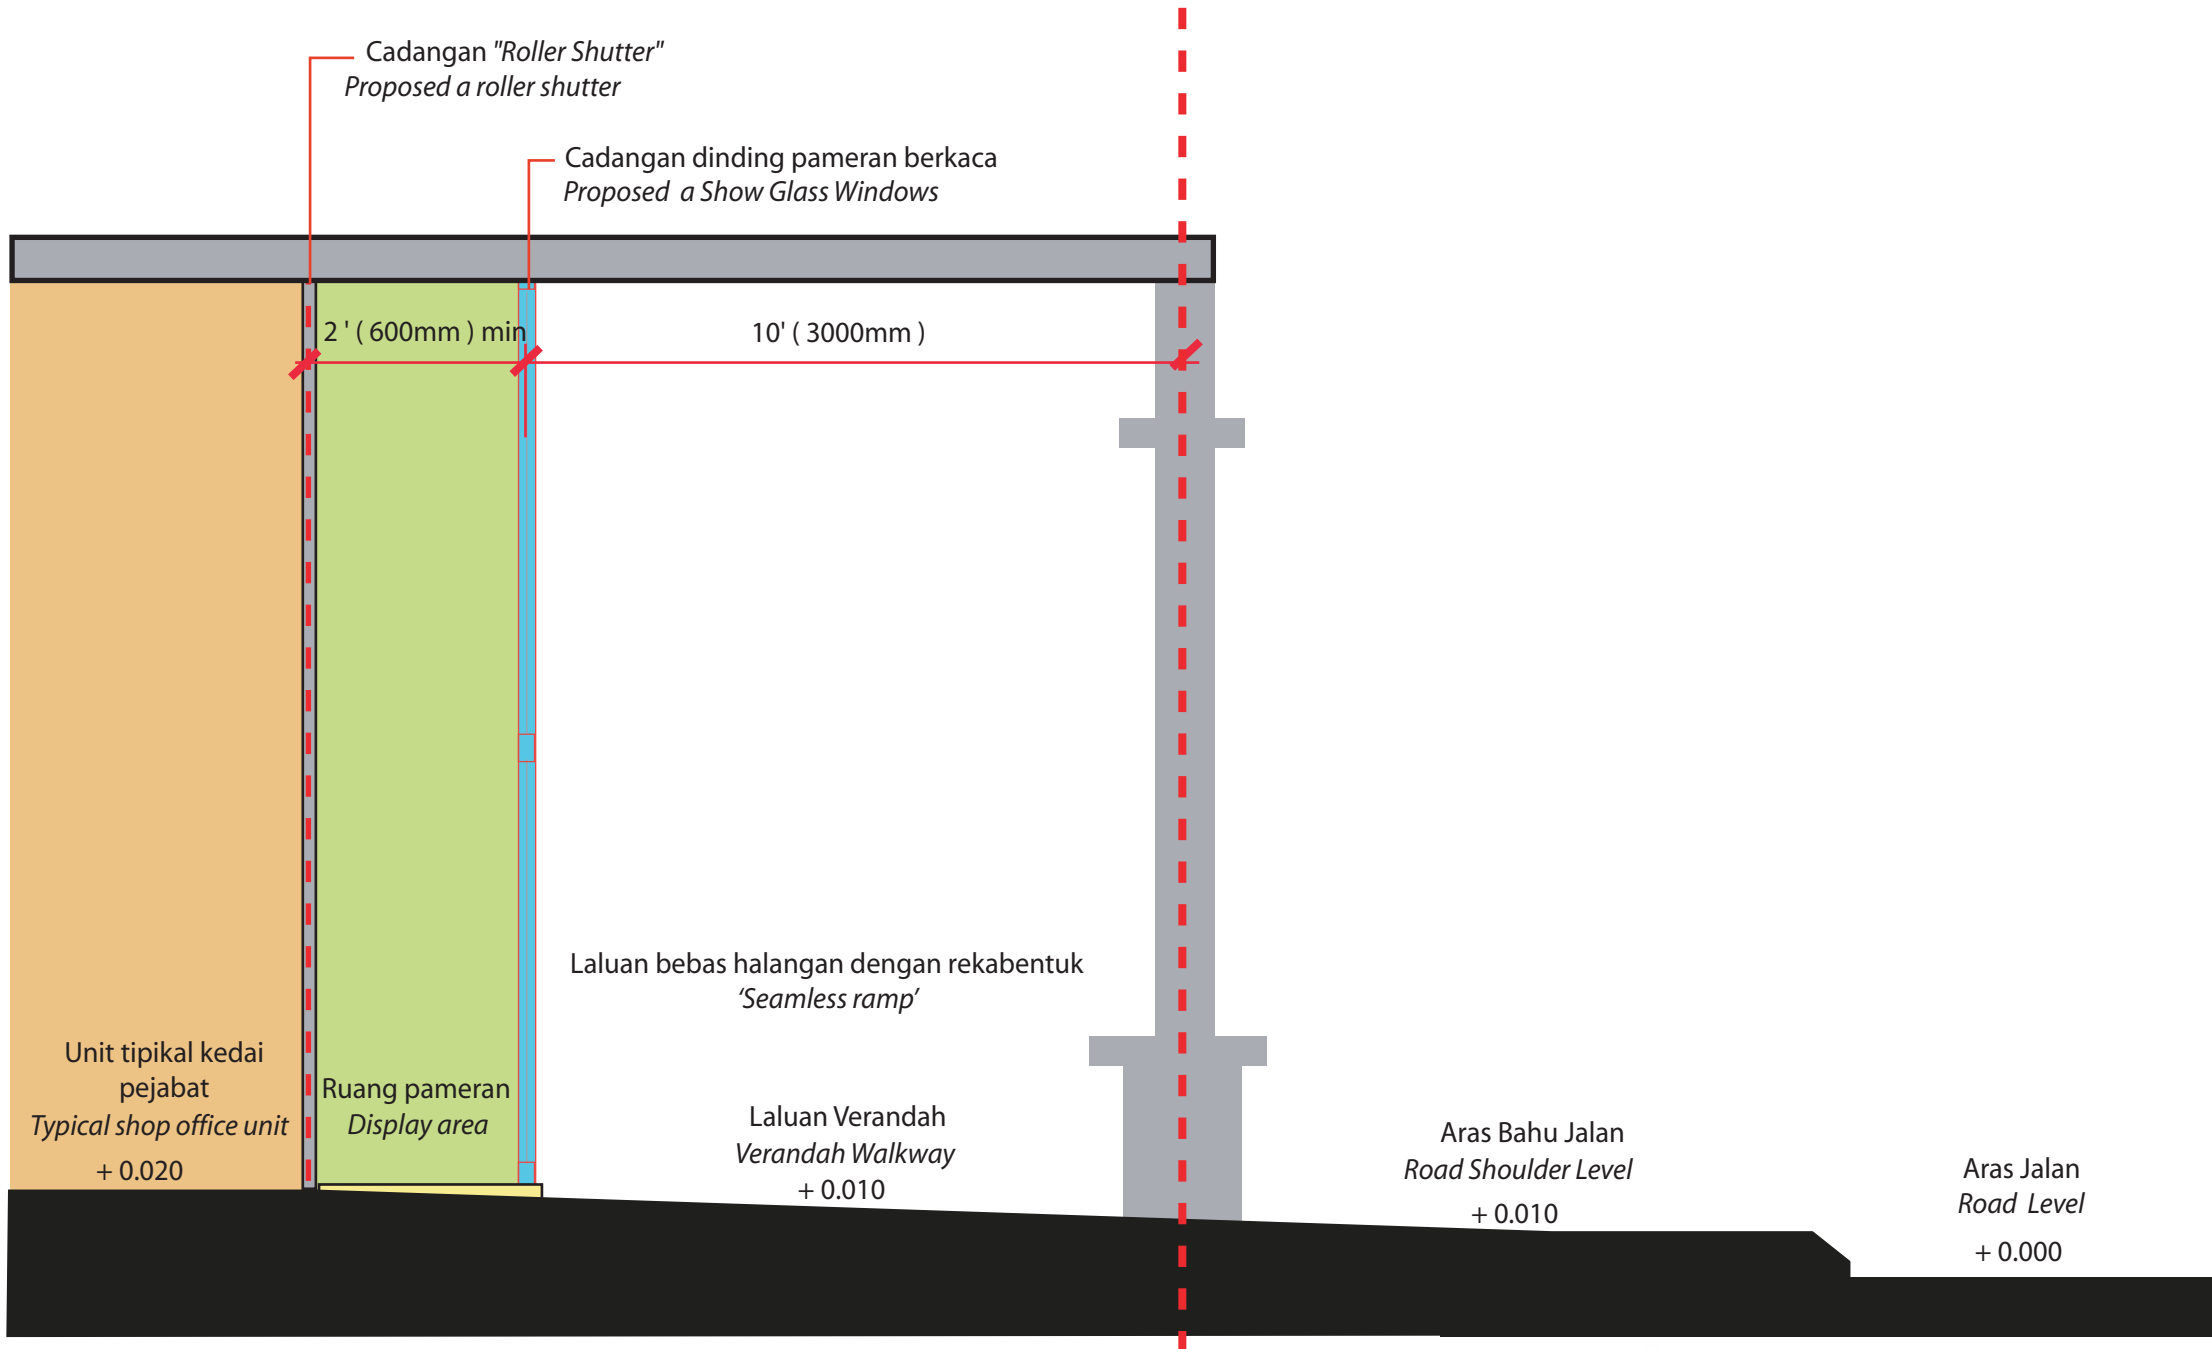 Cadangan "Roller Shutter"
Proposed a roller shutter
Cadangan dinding pameran berkaca
Proposed a Show Glass Windows
2 ' ( 600mm ) min
10' ( 3000mm )
Laluan bebas halangan dengan rekabentuk
‘Seamless ramp’
Unit tipikal kedai
pejabat
Typical shop office unit
+ 0.020
Ruang pameran
Display area
Laluan Verandah
Verandah Walkway
+ 0.010
Aras Bahu Jalan
Road Shoulder Level
+ 0.010
Aras Jalan
Road Level
+ 0.000